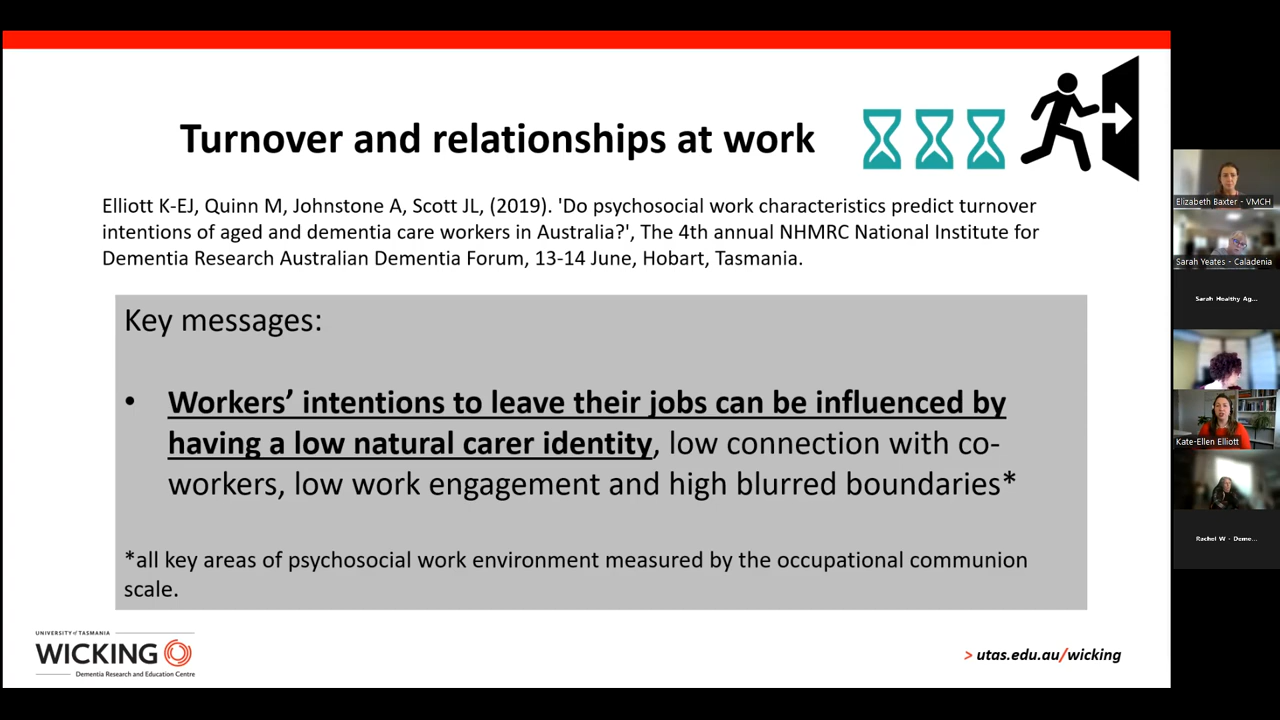 Turnover and relationships at work
Elliott K-EJ, Quinn M, Johnstone A, Scott JL, (2019). 'Do psychosocial work characteristics predict turnover
intentions of aged and dementia care workers in Australia?', The 4th annual NHMRC National Institute for
Dementia Research Australian Dementia Forum, 13-14 June, Hobart, Tasmania.
Key messages:
• Workers’ intentions to leave their jobs can be influenced by
having a low natural carer identity, low connection with co-
workers, low work engagement and high blurred boundaries*
*all key areas of psychosocial work environment measured by the occupational communion
scale.
UNIVERSITY of TASMANIA
WICKING
Dementia Research and Education Centre
> utas.edu.au/wicking
Elizabeth Baxter - VMCH
Sarah Yeates - Caladenia
Sarah Healthy Ag...
Kate-Ellen Elliott
Rachel W - Deme...